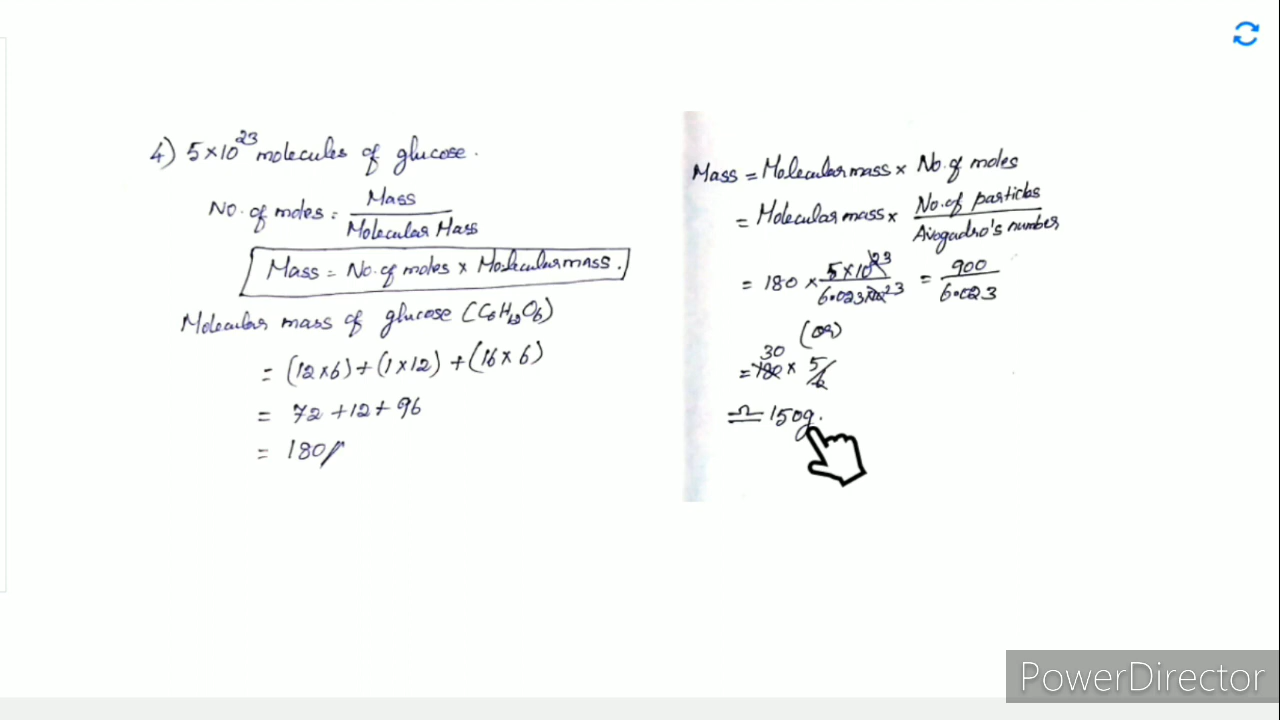 4) 5×10²³ molecules of glucose.
No. of moles = Mass / Molecular Mass
Mass = No. of moles × Molecular mass.
Molecular mass of glucose (C₆H₁₂O₆)
= (12×6)+(1×12)+(16×6)
= 72+12+96
= 180
Mass = Molecular mass × No. of moles
= Molecular mass × No. of particles / Avogadro's number
= 180 × 5×10²³ / 6.023×10²³ = 900 / 6.023
(or)
30
= 180 × 5/6
≃ 150g.
PowerDirector